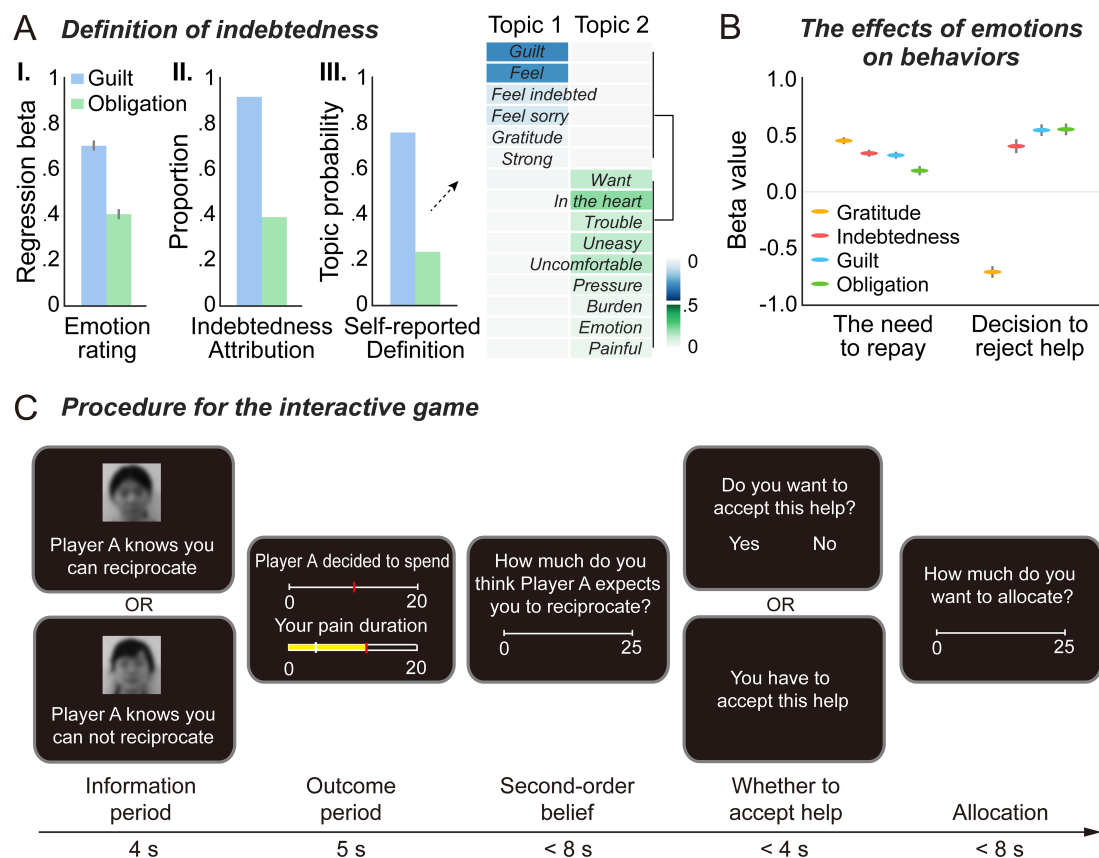 A Definition of indebtedness
I.
Guilt
Obligation
Regression beta
1
.8
.6
.4
.2
0
Emotion
rating
II.
Proportion
1
.8
.6
.4
.2
0
Indebtedness
Attribution
III.
Topic probability
1
.8
.6
.4
.2
0
Self-reported
Definition
Topic 1 Topic 2
Guilt
Feel
Feel indebted
Feel sorry
Gratitude
Strong
Want
In the heart
Trouble
Uneasy
Uncomfortable
Pressure
Burden
Emotion
Painful
0
.5
0
B The effects of emotions
on behaviors
Beta value
1.0
0.5
0.0
-0.5
-1.0
Gratitude
Indebtedness
Guilt
Obligation
The need
to repay
Decision to
reject help
C Procedure for the interactive game
Player A knows you
can reciprocate
OR
Player A knows you
can not reciprocate
Player A decided to spend
0 20
Your pain duration
0 20
How much do you
think Player A expects
you to reciprocate?
0 25
Do you want to
accept this help?
Yes No
OR
You have to
accept this help
How much do you
want to allocate?
0 25
Information
period
Outcome
period
Second-order
belief
Whether to
accept help
Allocation
4 s
5 s
< 8 s
< 4 s
< 8 s